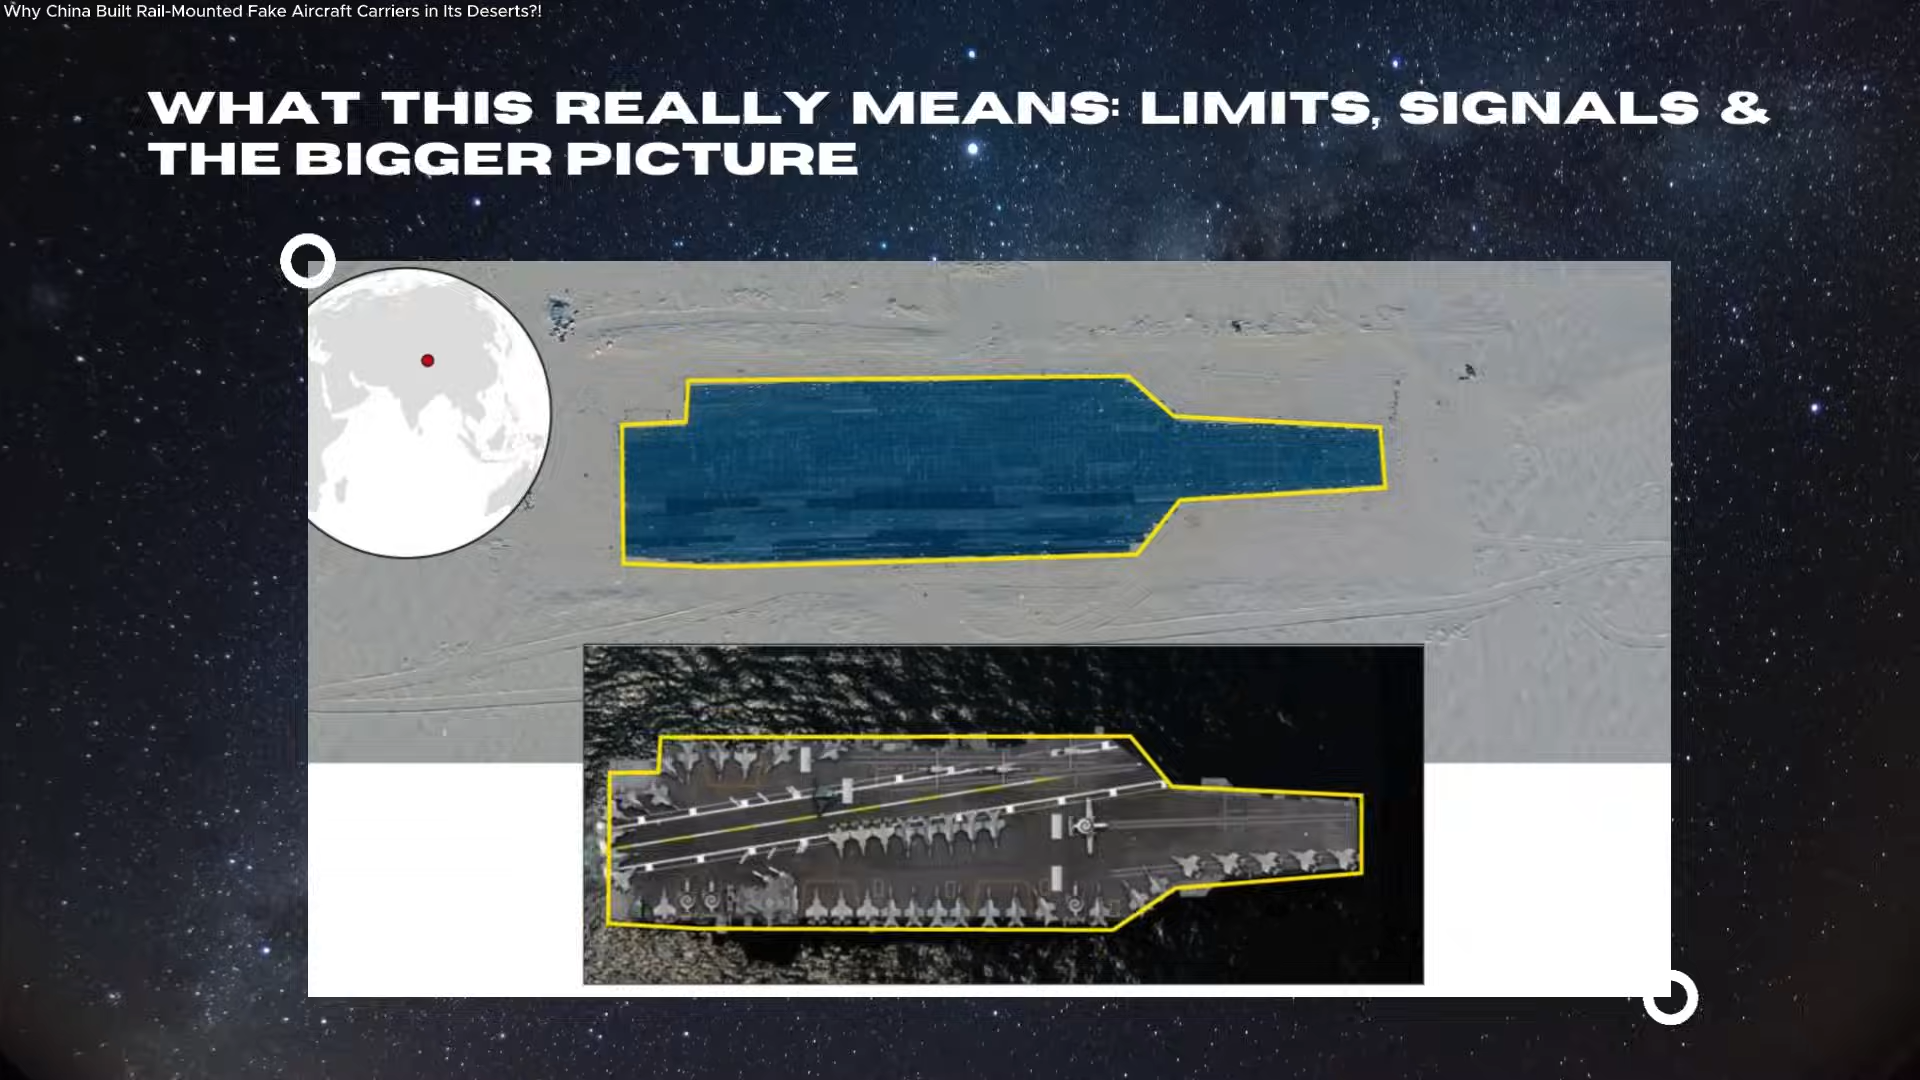 Why China Built Rail-Mounted Fake Aircraft Carriers in Its Deserts?!
WHAT THIS REALLY MEANS: LIMITS, SIGNALS &
THE BIGGER PICTURE